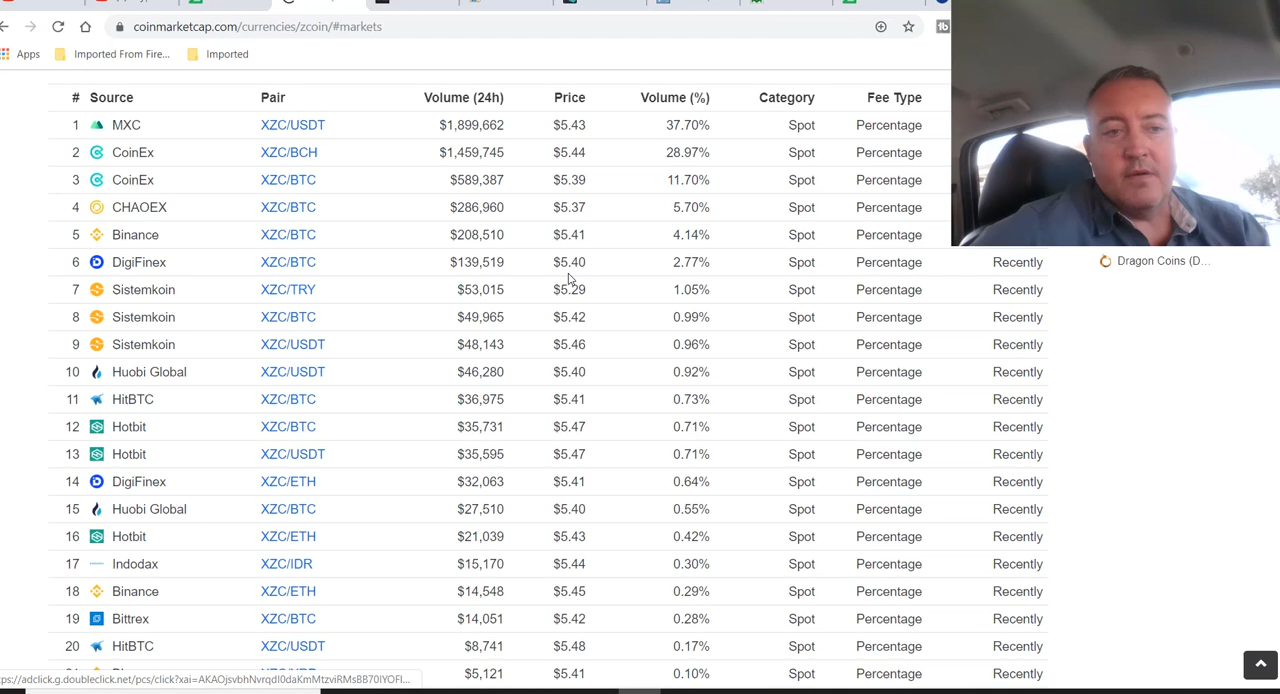 coinmarketcap.com/currencies/zcoin/#markets
Apps Imported From Fire... Imported
# Source Pair Volume (24h) Price Volume (%) Category Fee Type
1 MXC XZC/USDT $1,899,662 $5.43 37.70% Spot Percentage
2 CoinEx XZC/BCH $1,459,745 $5.44 28.97% Spot Percentage
3 CoinEx XZC/BTC $589,387 $5.39 11.70% Spot Percentage
4 CHAOEX XZC/BTC $286,960 $5.37 5.70% Spot Percentage
5 Binance XZC/BTC $208,510 $5.41 4.14% Spot Percentage
6 DigiFinex XZC/BTC $139,519 $5.40 2.77% Spot Percentage Recently Dragon Coins (D...
7 Sistemkoin XZC/TRY $53,015 $5.29 1.05% Spot Percentage Recently
8 Sistemkoin XZC/BTC $49,965 $5.42 0.99% Spot Percentage Recently
9 Sistemkoin XZC/USDT $48,143 $5.46 0.96% Spot Percentage Recently
10 Huobi Global XZC/USDT $46,280 $5.40 0.92% Spot Percentage Recently
11 HitBTC XZC/BTC $36,975 $5.41 0.73% Spot Percentage Recently
12 Hotbit XZC/BTC $35,731 $5.47 0.71% Spot Percentage Recently
13 Hotbit XZC/USDT $35,595 $5.47 0.71% Spot Percentage Recently
14 DigiFinex XZC/ETH $32,063 $5.41 0.64% Spot Percentage Recently
15 Huobi Global XZC/BTC $27,510 $5.40 0.55% Spot Percentage Recently
16 Hotbit XZC/ETH $21,039 $5.43 0.42% Spot Percentage Recently
17 Indodax XZC/IDR $15,170 $5.44 0.30% Spot Percentage Recently
18 Binance XZC/ETH $14,548 $5.45 0.29% Spot Percentage Recently
19 Bittrex XZC/BTC $14,051 $5.42 0.28% Spot Percentage Recently
20 HitBTC XZC/USDT $8,741 $5.48 0.17% Spot Percentage Recently
$5,121 $5.41 0.10% Spot Percentage Recently